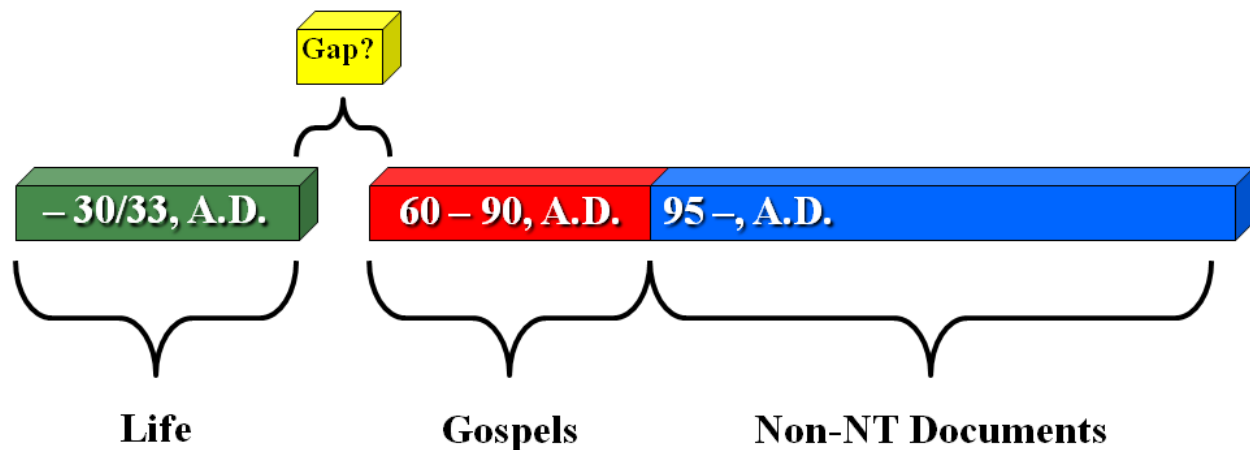 Gap?
– 30/33, A.D.
60 – 90, A.D.
95 –, A.D.
Life
Gospels
Non-NT Documents